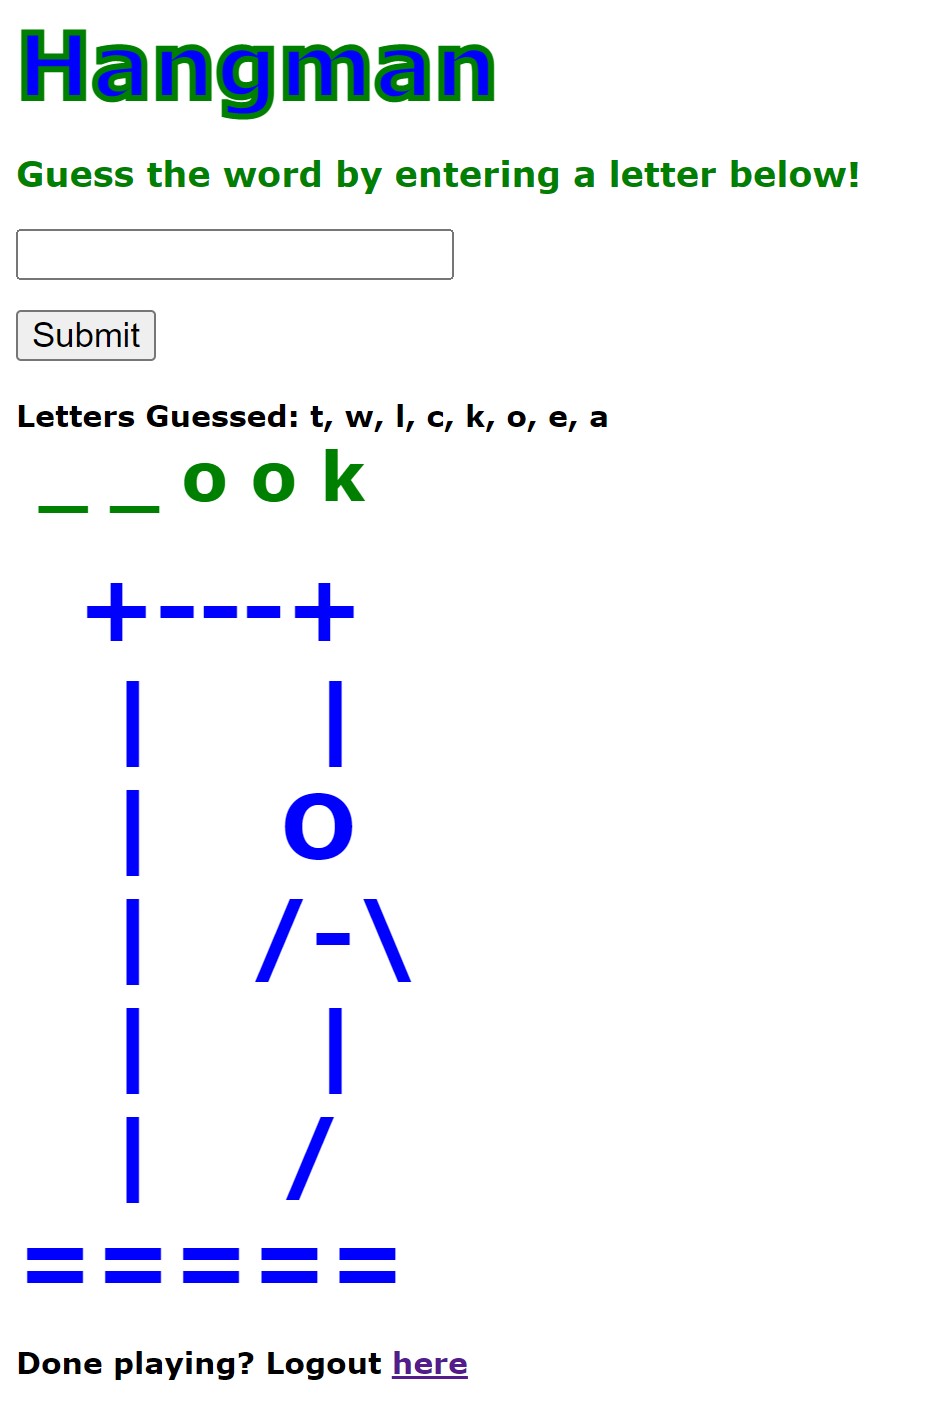 Hangman
Guess the word by entering a letter below!
Submit
Letters Guessed: t, w, l, c, k, o, e, a
_ _ o o k
+---+
|       |
|      O
|     /-\
|       |
|      /
=====
Done playing? Logout here